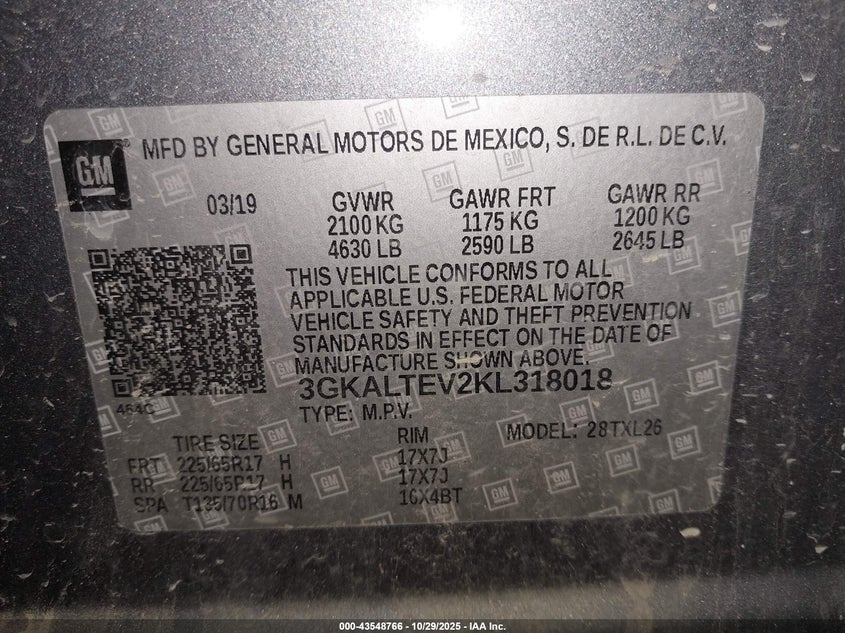 GM
MFD BY GENERAL MOTORS DE MEXICO, S. DE R.L. DE C.V.
03/19 GVWR GAWR FRT GAWR RR
2100 KG 1175 KG 1200 KG
4630 LB 2590 LB 2645 LB
THIS VEHICLE CONFORMS TO ALL
APPLICABLE U.S. FEDERAL MOTOR
VEHICLE SAFETY AND THEFT PREVENTION
STANDARDS IN EFFECT ON THE DATE OF
MANUFACTURE SHOWN ABOVE.
3GKALTEV2KL318018
TYPE: M.P.V.
TIRE SIZE RIM MODEL: 28TXL26
FRT 225/65R17 H 17X7J
RR 225/65R17 H 17X7J
SPA T135/70R16 M 16X4BT
000-43548766 - 10/29/2025 - IAA Inc.